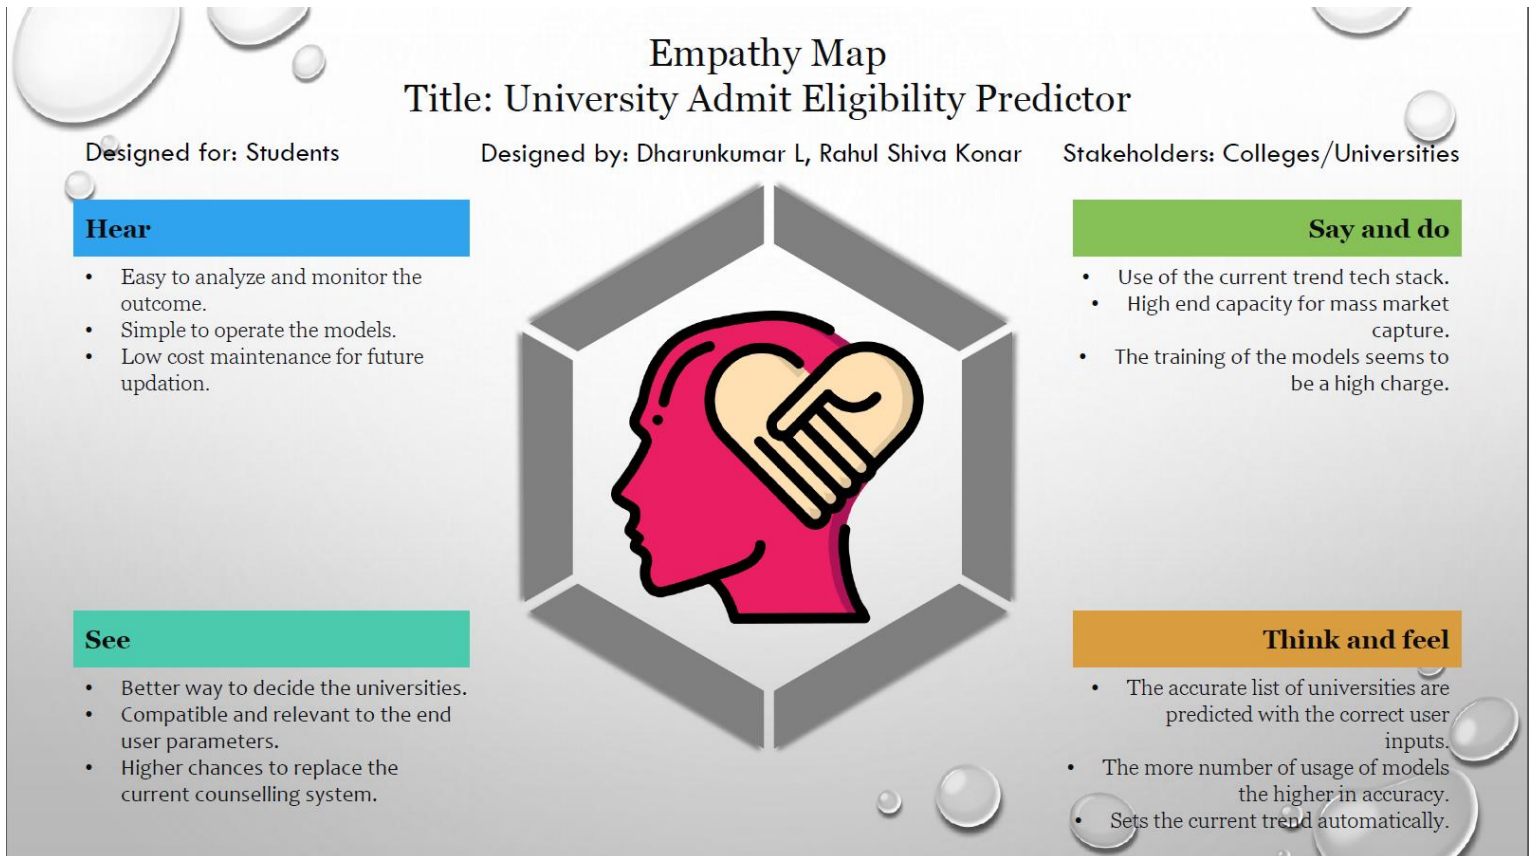 Empathy Map
Title: University Admit Eligibility Predictor
Designed for: Students
Designed by: Dharunkumar L, Rahul Shiva Konar
Stakeholders: Colleges/Universities
Hear
• Easy to analyze and monitor the
outcome.
• Simple to operate the models.
• Low cost maintenance for future
updation.
Say and do
• Use of the current trend tech stack.
• High end capacity for mass market
capture.
• The training of the models seems to
be a high charge.
See
• Better way to decide the universities.
• Compatible and relevant to the end
user parameters.
• Higher chances to replace the
current counselling system.
Think and feel
• The accurate list of universities are
predicted with the correct user
inputs.
• The more number of usage of models
the higher in accuracy.
• Sets the current trend automatically.